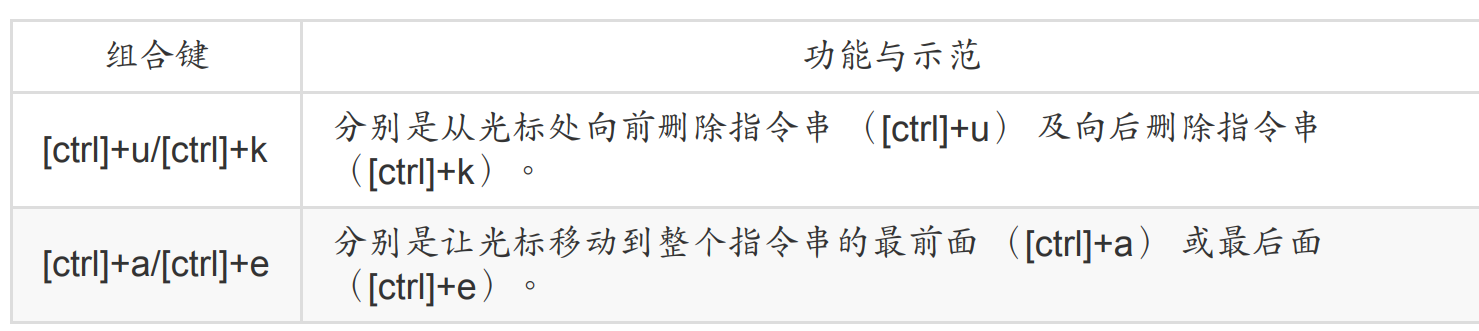 组合键
功能与示范
[ctrl]+u/[ctrl]+k
分别是从光标处向前删除指令串 （[ctrl]+u） 及向后删除指令串
（[ctrl]+k）。
[ctrl]+a/[ctrl]+e
分别是让光标移动到整个指令串的最前面 （[ctrl]+a） 或最后面
（[ctrl]+e）。